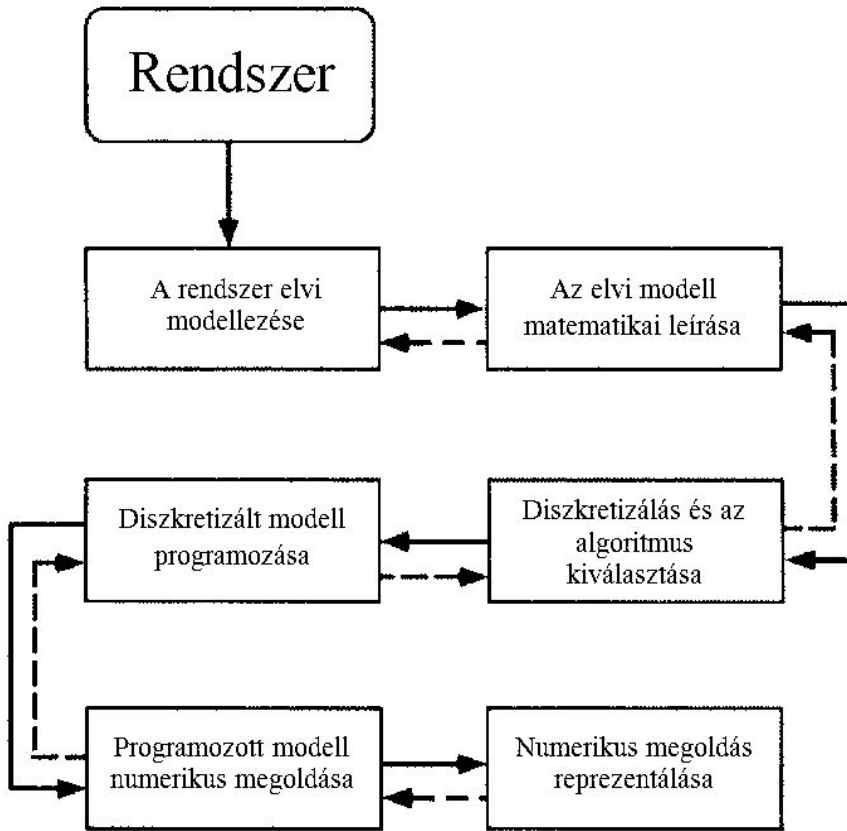 Rendszer
A rendszer elvi
modellezése
Az elvi modell
matematikai leírása
Diszkretizált modell
programozása
Diszkretizálás és az
algoritmus
kiválasztása
Programozott modell
numerikus megoldása
Numerikus megoldás
reprezentálása